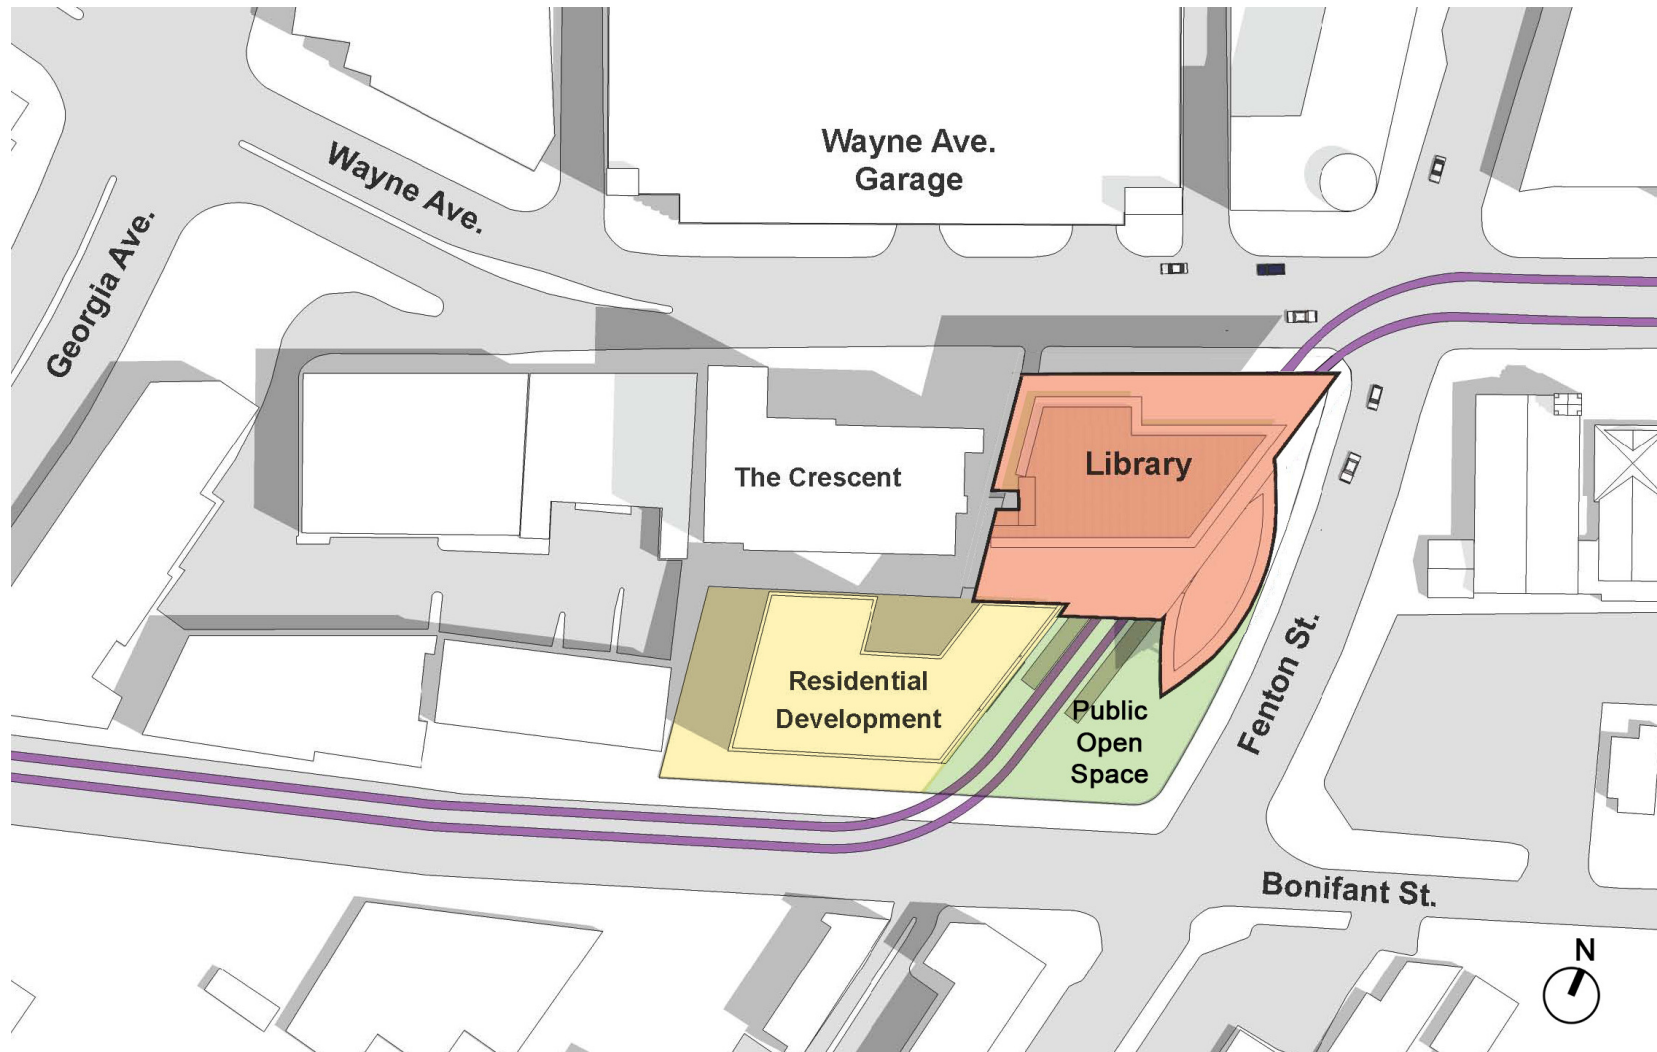 Wayne Ave.
Garage
Wayne Ave.
Georgia Ave.
The Crescent
Library
Residential
Development
Public
Open
Space
Fenton St.
Bonifant St.
N